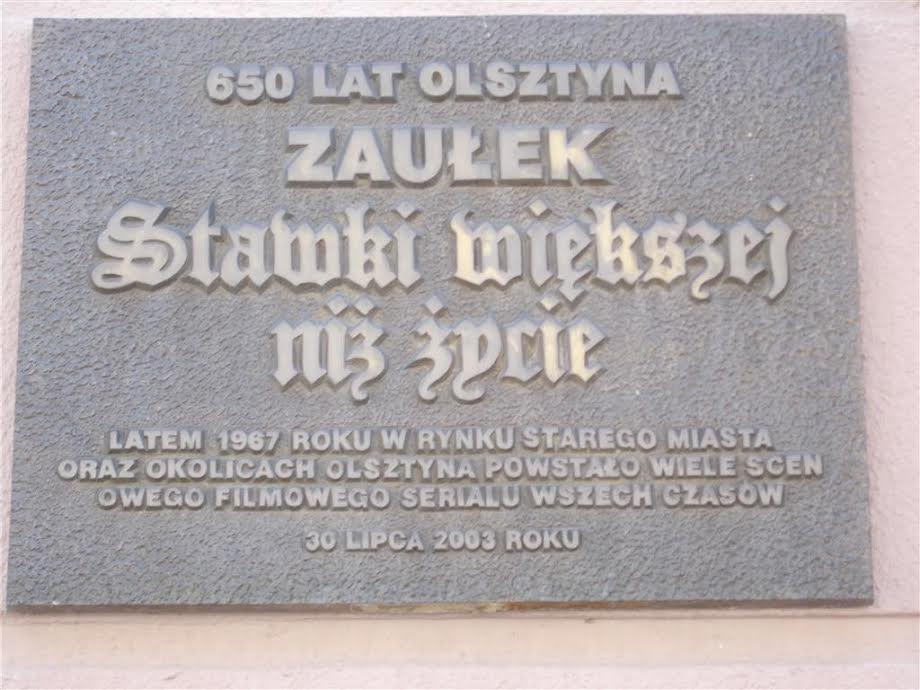 650 LAT OLSZTYNA
ZAUŁEK
Stawki większej
niż życie
LATEM 1967 ROKU W RYNKU STAREGO MIASTA
ORAZ OKOLICACH OLSZTYNA POWSTAŁO WIELE SCEN
OWEGO FILMOWEGO SERIALU WSZECH CZASÓW
30 LIPCA 2003 ROKU